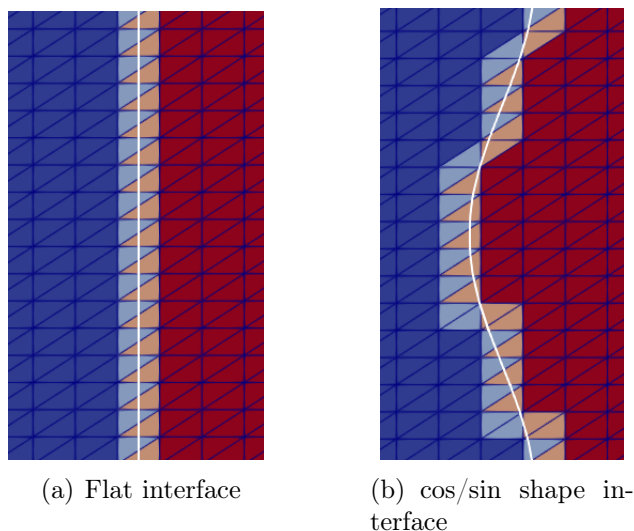 (a) Flat interface
(b) cos/sin shape in-
terface